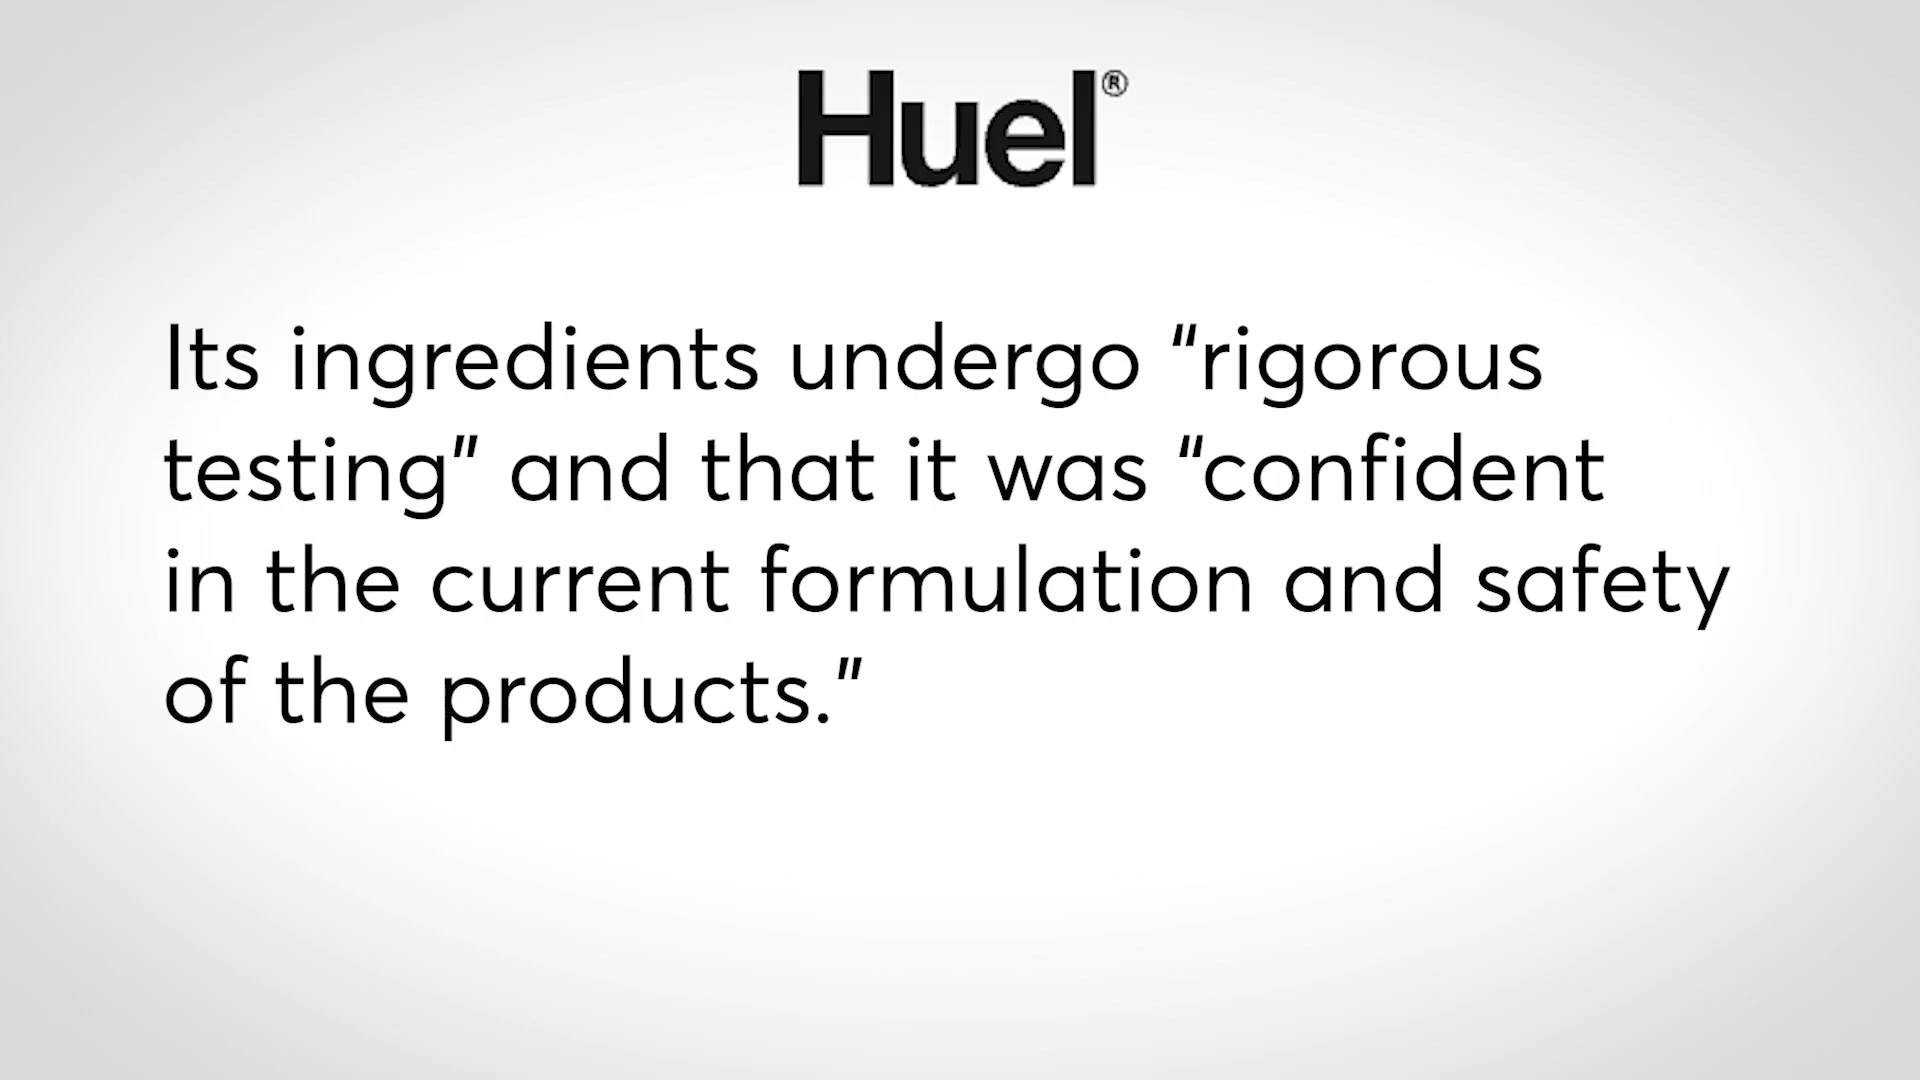 Huel®
Its ingredients undergo “rigorous
testing” and that it was “confident
in the current formulation and safety
of the products.”